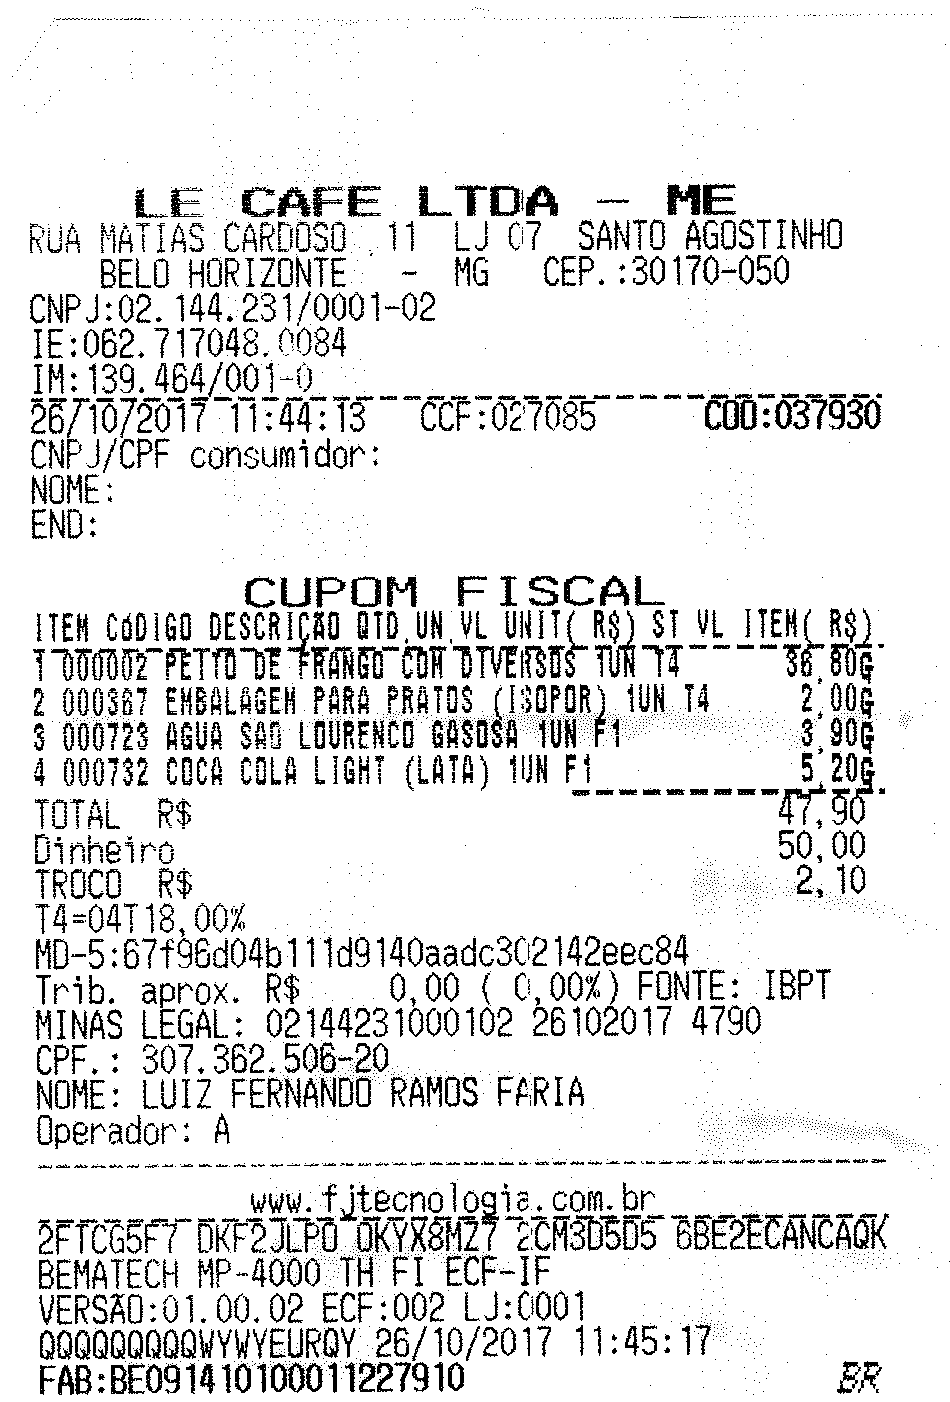 LE CAFE LTDA - ME
RUA MATIAS CARDOSO , 11 LJ 07 SANTO AGOSTINHO
BELO HORIZONTE - MG CEP.:30170-050
CNPJ:02.144.231/0001-02
IE:062.717048.0084
IM:139.464/001-0
26/10/2017 11:44:13 CCF:027085 COO:037930
CNPJ/CPF consumidor:
NOME:
END:
CUPOM FISCAL
ITEM CÓDIGO DESCRIÇÃO QTD.UN.VL UNIT( R$) ST VL ITEM( R$)
1 000002 PEITO DE FRANGO COM DIVERSOS 1UN T4 36,80G
2 000367 EMBALAGEM PARA PRATOS (ISOPOR) 1UN T4 2,00G
3 000723 AGUA SAO LOURENCO GASOSA 1UN F1 3,90G
4 000732 COCA COLA LIGHT (LATA) 1UN F1 5,20G
TOTAL R$ 47,90
Dinheiro 50,00
TROCO R$ 2,10
T4=04T18,00%
MD-5:67f96d04b111d9140aadc302142eec84
Trib. aprox. R$ 0,00 ( 0,00%) FONTE: IBPT
MINAS LEGAL: 02144231000102 26102017 4790
CPF.: 307.362.506-20
NOME: LUIZ FERNANDO RAMOS FARIA
Operador: A
www.fjtecnologia.com.br
2FTCG5F7 DKF2JLPO OKYX8MZ7 2CM3D5D5 6BE2ECANCAQK
BEMATECH MP-4000 TH FI ECF-IF
VERSÃO:01.00.02 ECF:002 LJ:0001
QQQQQQQQQWYWYEURQY 26/10/2017 11:45:17
FAB:BE091410100011227910 BR